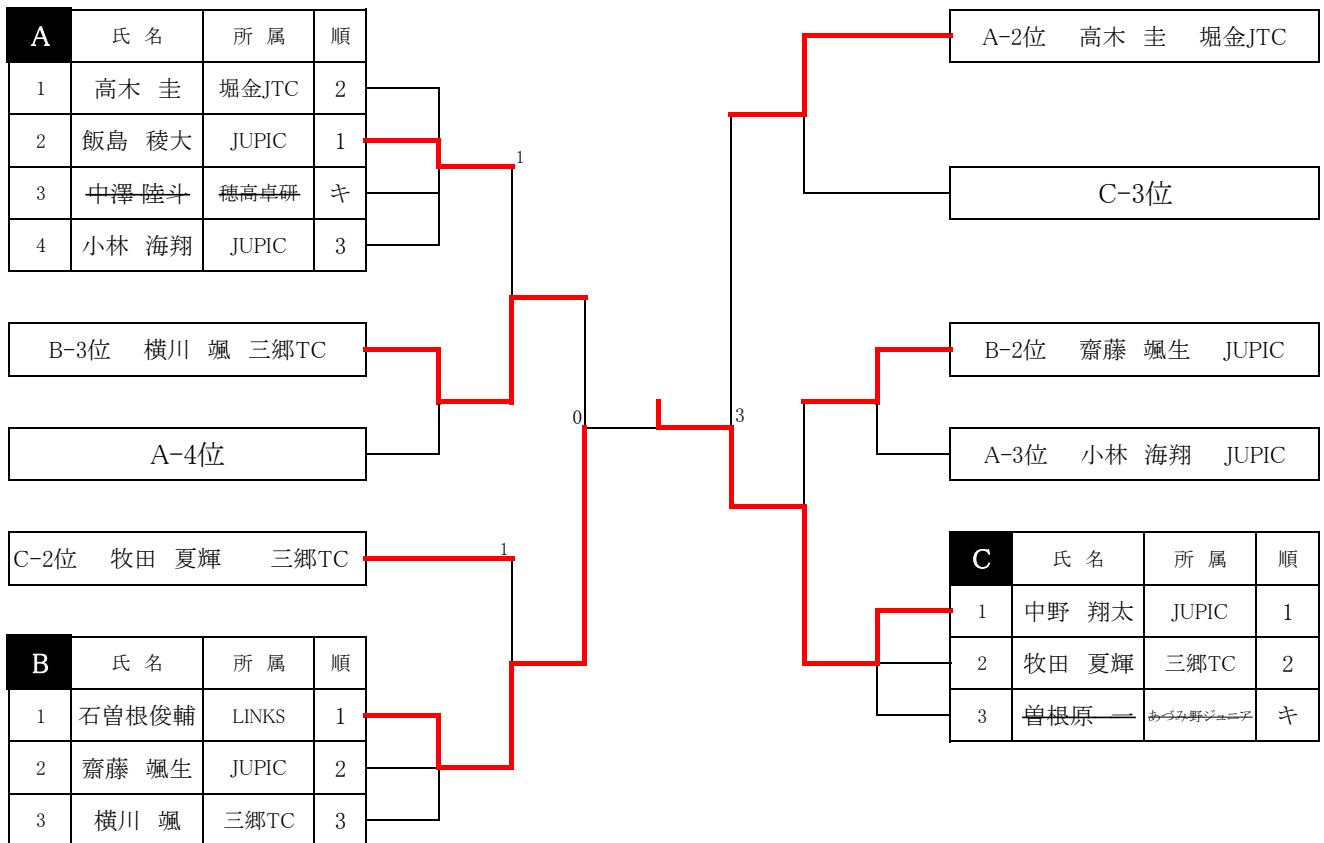 A 氏 名 所 属 順
1 高木 圭 堀金JTC 2
2 飯島 稜大 JUPIC 1
3 中澤 陸斗 穂高卓研 キ
4 小林 海翔 JUPIC 3
1
B-3位 横川 颯 三郷TC
A-4位
C-2位 牧田 夏輝 三郷TC
1
B 氏 名 所 属 順
1 石曽根俊輔 LINKS 1
2 齋藤 颯生 JUPIC 2
3 横川 颯 三郷TC 3
0
3
A-2位 高木 圭 堀金JTC
C-3位
B-2位 齋藤 颯生 JUPIC
A-3位 小林 海翔 JUPIC
C 氏 名 所 属 順
1 中野 翔太 JUPIC 1
2 牧田 夏輝 三郷TC 2
3 曽根原 一 あづみ野ジュニア キ